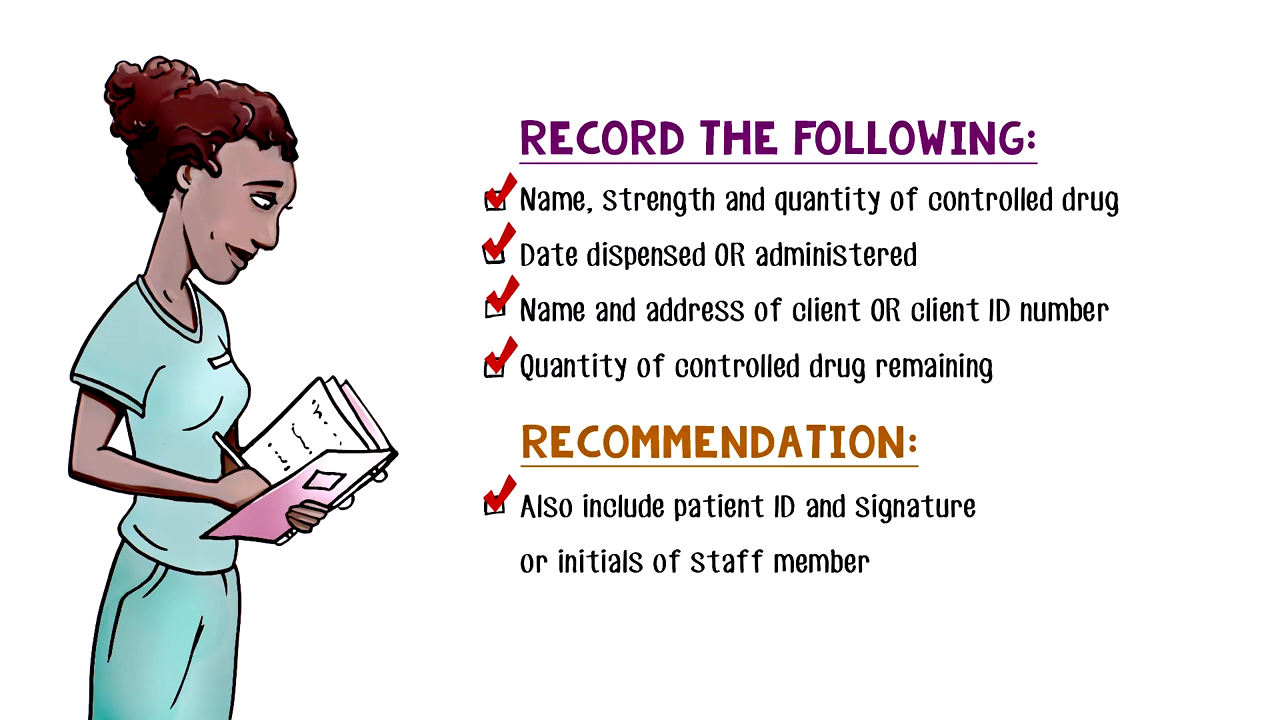 RECORD THE FOLLOWING:
Name, strength and quantity of controlled drug
Date dispensed OR administered
Name and address of client OR client ID number
Quantity of controlled drug remaining
RECOMMENDATION:
Also include patient ID and signature
or initials of staff member